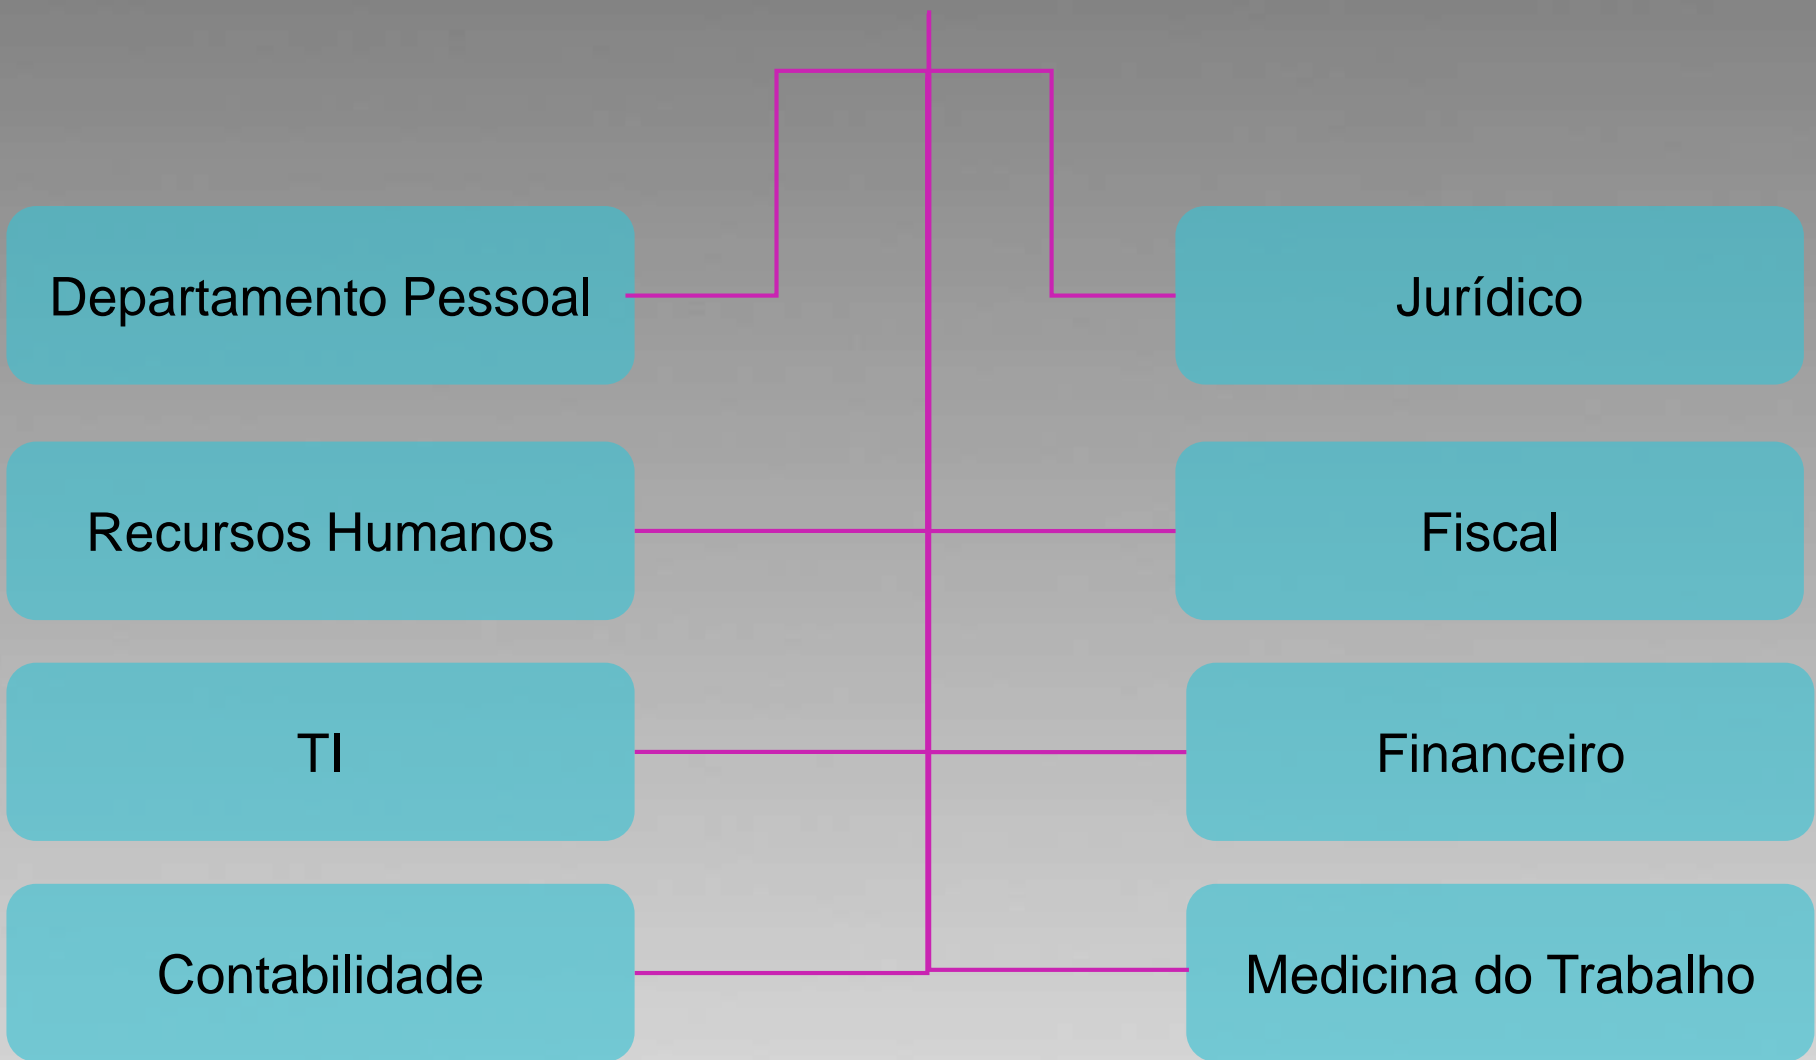 Departamento Pessoal
Jurídico
Recursos Humanos
Fiscal
TI
Financeiro
Contabilidade
Medicina do Trabalho